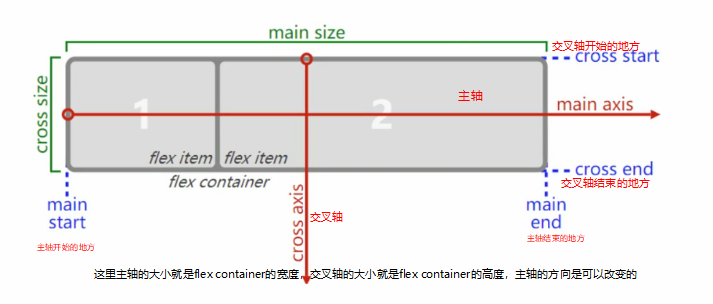 main size
交叉轴开始的地方
cross start
cross size
主轴
main axis
1
2
flex item
flex item
flex container
cross end
交叉轴结束的地方
main start
主轴开始的地方
cross axis
交叉轴
main end
主轴结束的地方
这里主轴的大小就是flex container的宽度，交叉轴的大小就是flex container的高度，主轴的方向是可以改变的